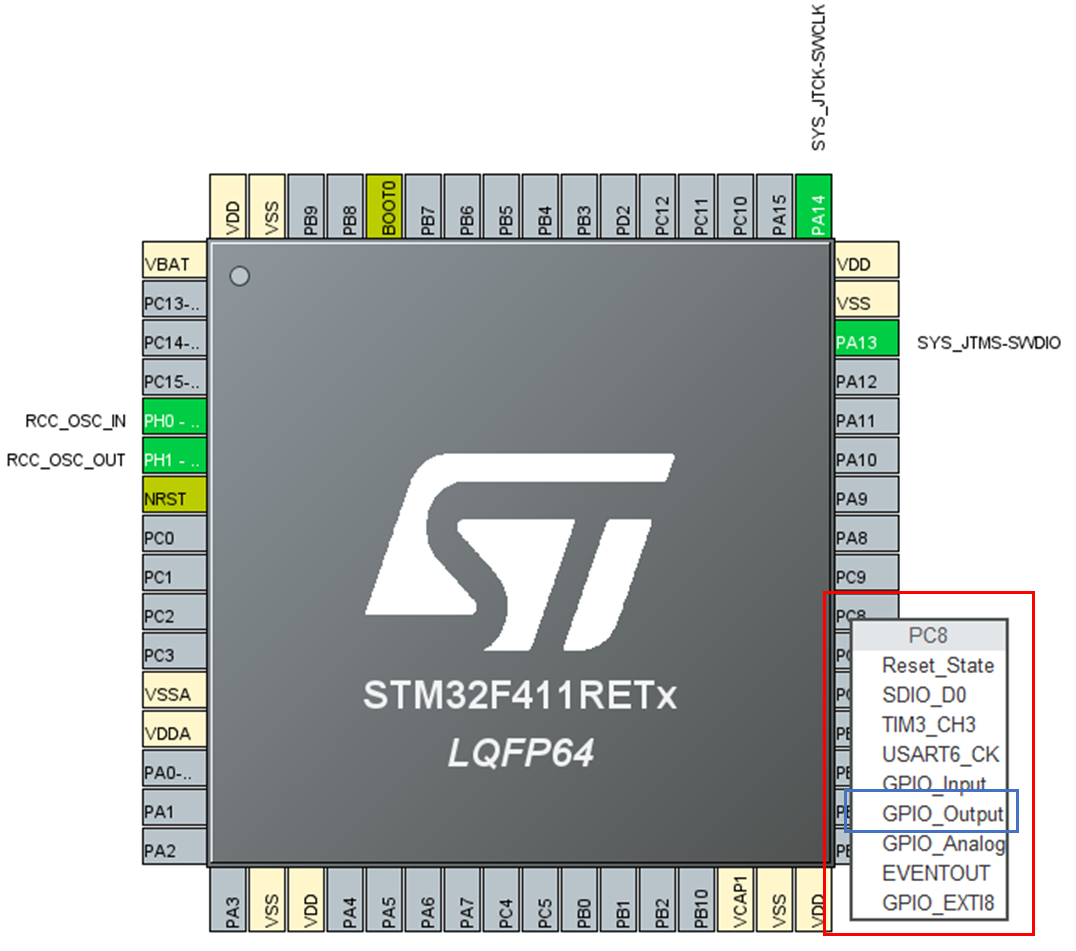 SYS_JTCK-SWCLK
VDD
VSS
PB9
PB8
BOOT0
PB7
PB6
PB5
PB4
PB3
PD2
PC12
PC11
PC10
PA15
PA14
VBAT
PC13-..
PC14-..
PC15-..
RCC_OSC_IN
PH0 - ..
RCC_OSC_OUT
PH1 - ..
NRST
PC0
PC1
PC2
PC3
VSSA
VDDA
PA0-..
PA1
PA2
VDD
VSS
PA13
SYS_JTMS-SWDIO
PA12
PA11
PA10
PA9
PA8
PC9
PC8
ST
STM32F411RETx
LQFP64
PC8
Reset_State
SDIO_D0
TIM3_CH3
USART6_CK
GPIO_Input
GPIO_Output
GPIO_Analog
EVENTOUT
GPIO_EXTI8
PA3
VSS
VDD
PA4
PA5
PA6
PA7
PC4
PC5
PB0
PB1
PB2
PB10
VCAP1
VSS
VDD